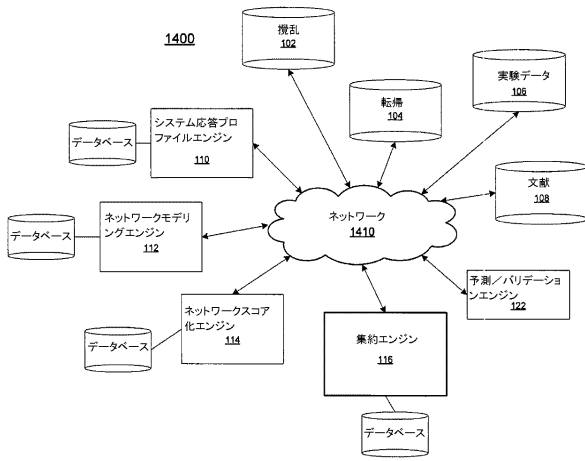 1400
攪乱
102
実験データ
106
転帰
104
システム応答プロ
ファイルエンジン
110
データベース
文献
108
ネットワーク
1410
ネットワークモデリ
ングエンジン
112
データベース
予測/バリデーショ
ンエンジン
122
ネットワークスコア
化エンジン
114
データベース
集約エンジン
116
データベース